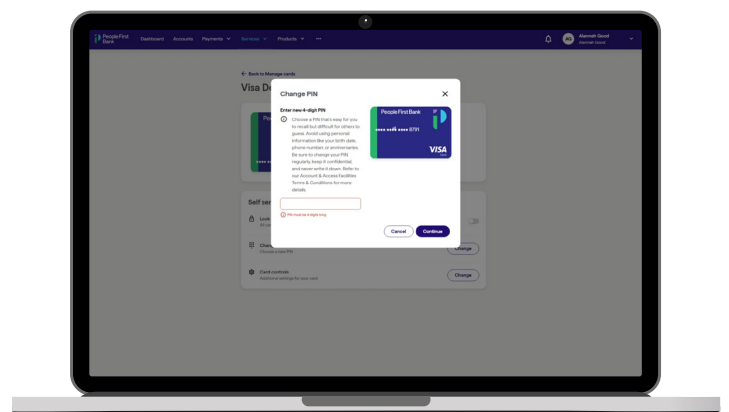 People First
Bank
Dashboard
Accounts
Payments
Services
Products
AG
Alannah Good
Alannah Good
Back to Manage cards
Visa De
Change PIN
Enter new 4-digit PIN
Choose a PIN that's easy for you
to recall but difficult for others to
guess. Avoid using personal
information like your birth date,
phone number, or anniversaries.
Be sure to change your PIN
regularly, keep it confidential,
and never write it down. Refer to
our Account & Access Facilities
Terms & Conditions for more
details.
PIN must be 4 digits long
People First Bank
•••• •••• •••• 8791
VISA
Cancel
Continue
Self ser
Lock
Chan
Choose a new PIN
Change
Card controls
Additional settings for your card
Change